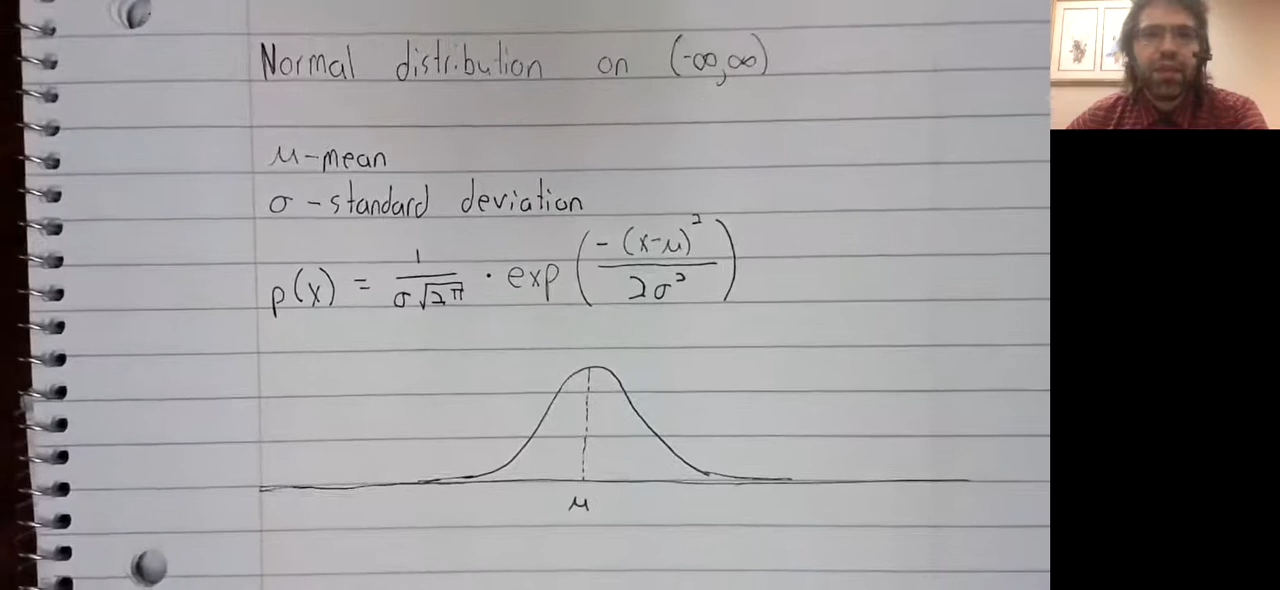 Normal distribution on (-∞,∞)
μ-mean
σ-standard deviation
p(x) = 1/(σ√2π) · exp(-(x-μ)²/2σ²)
μ